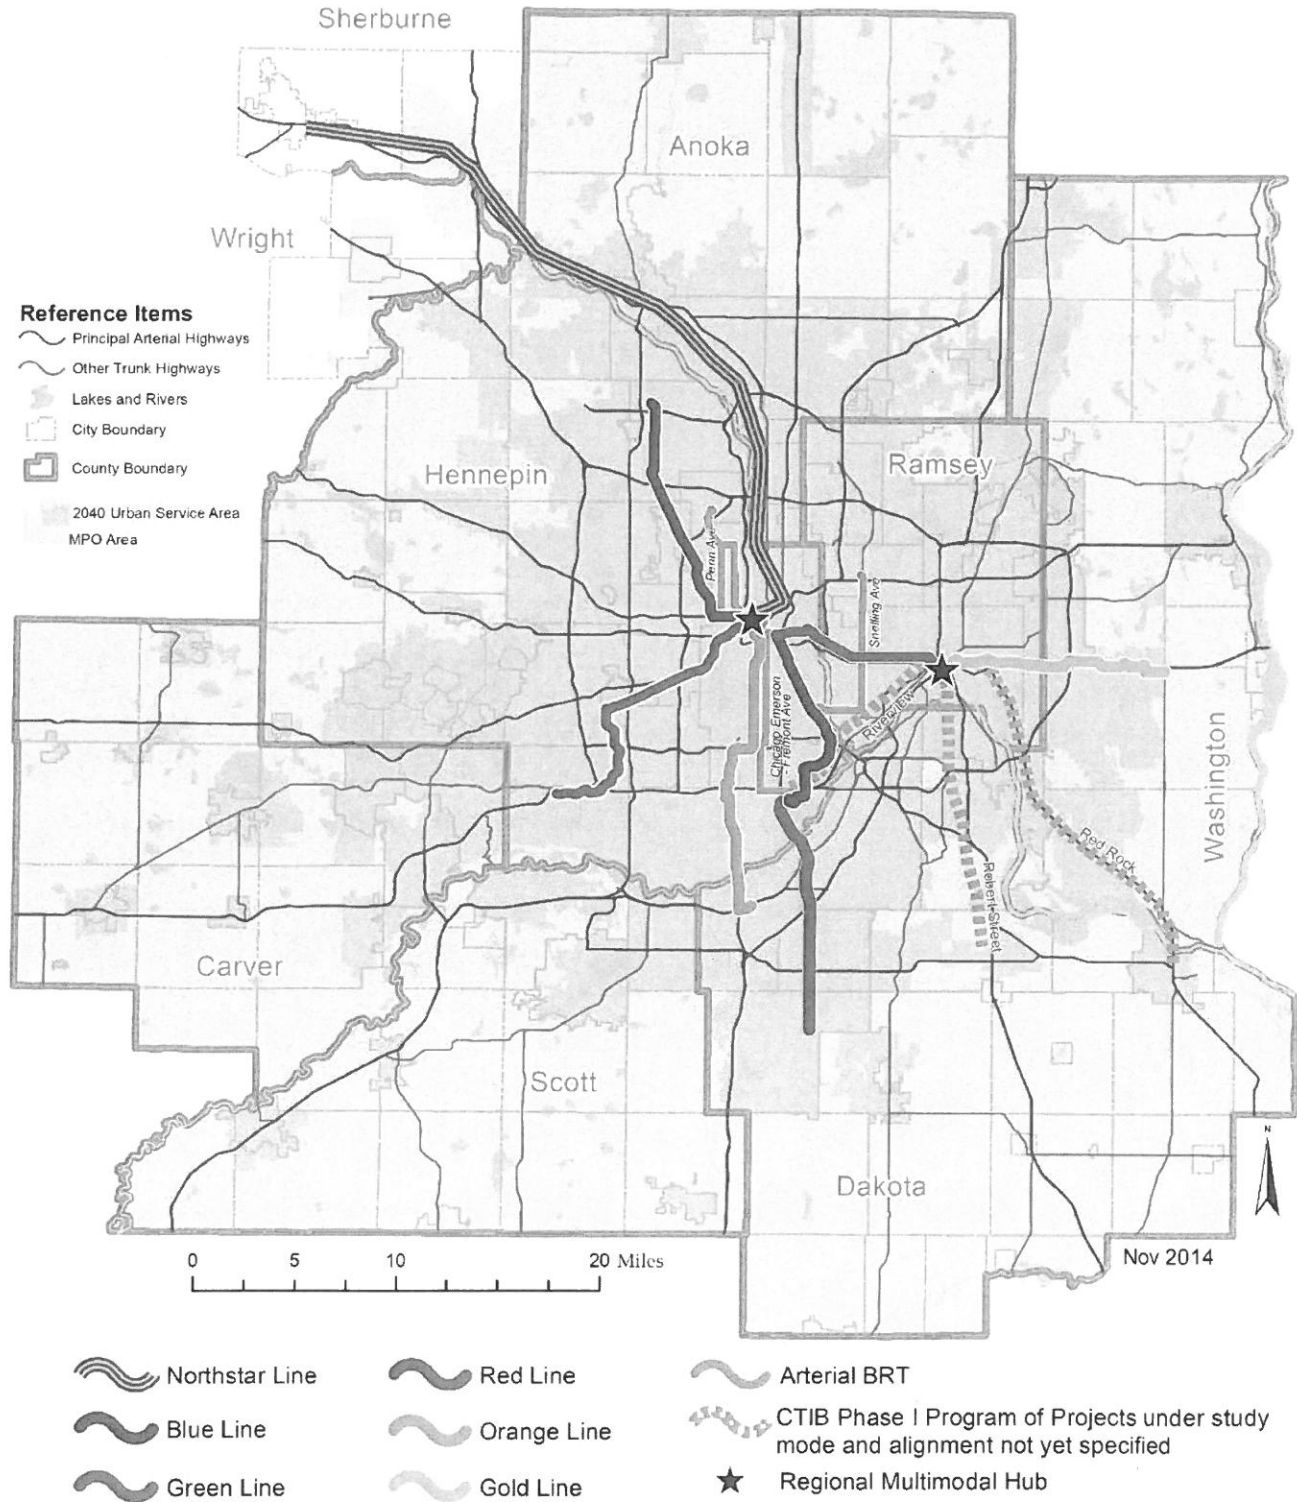 Sherburne
Anoka
Wright
Reference Items
Principal Arterial Highways
Other Trunk Highways
Lakes and Rivers
City Boundary
County Boundary
2040 Urban Service Area
MPO Area
Hennepin
Ramsey
Penn Ave
Snelling Ave
Chicago Emerson
- Fremont Ave
Riverview
Washington
Red Rock
Robert Street
Carver
Scott
Dakota
N
Nov 2014
0 5 10 20 Miles
Northstar Line
Red Line
Arterial BRT
Blue Line
Orange Line
CTIB Phase I Program of Projects under study
mode and alignment not yet specified
Green Line
Gold Line
Regional Multimodal Hub